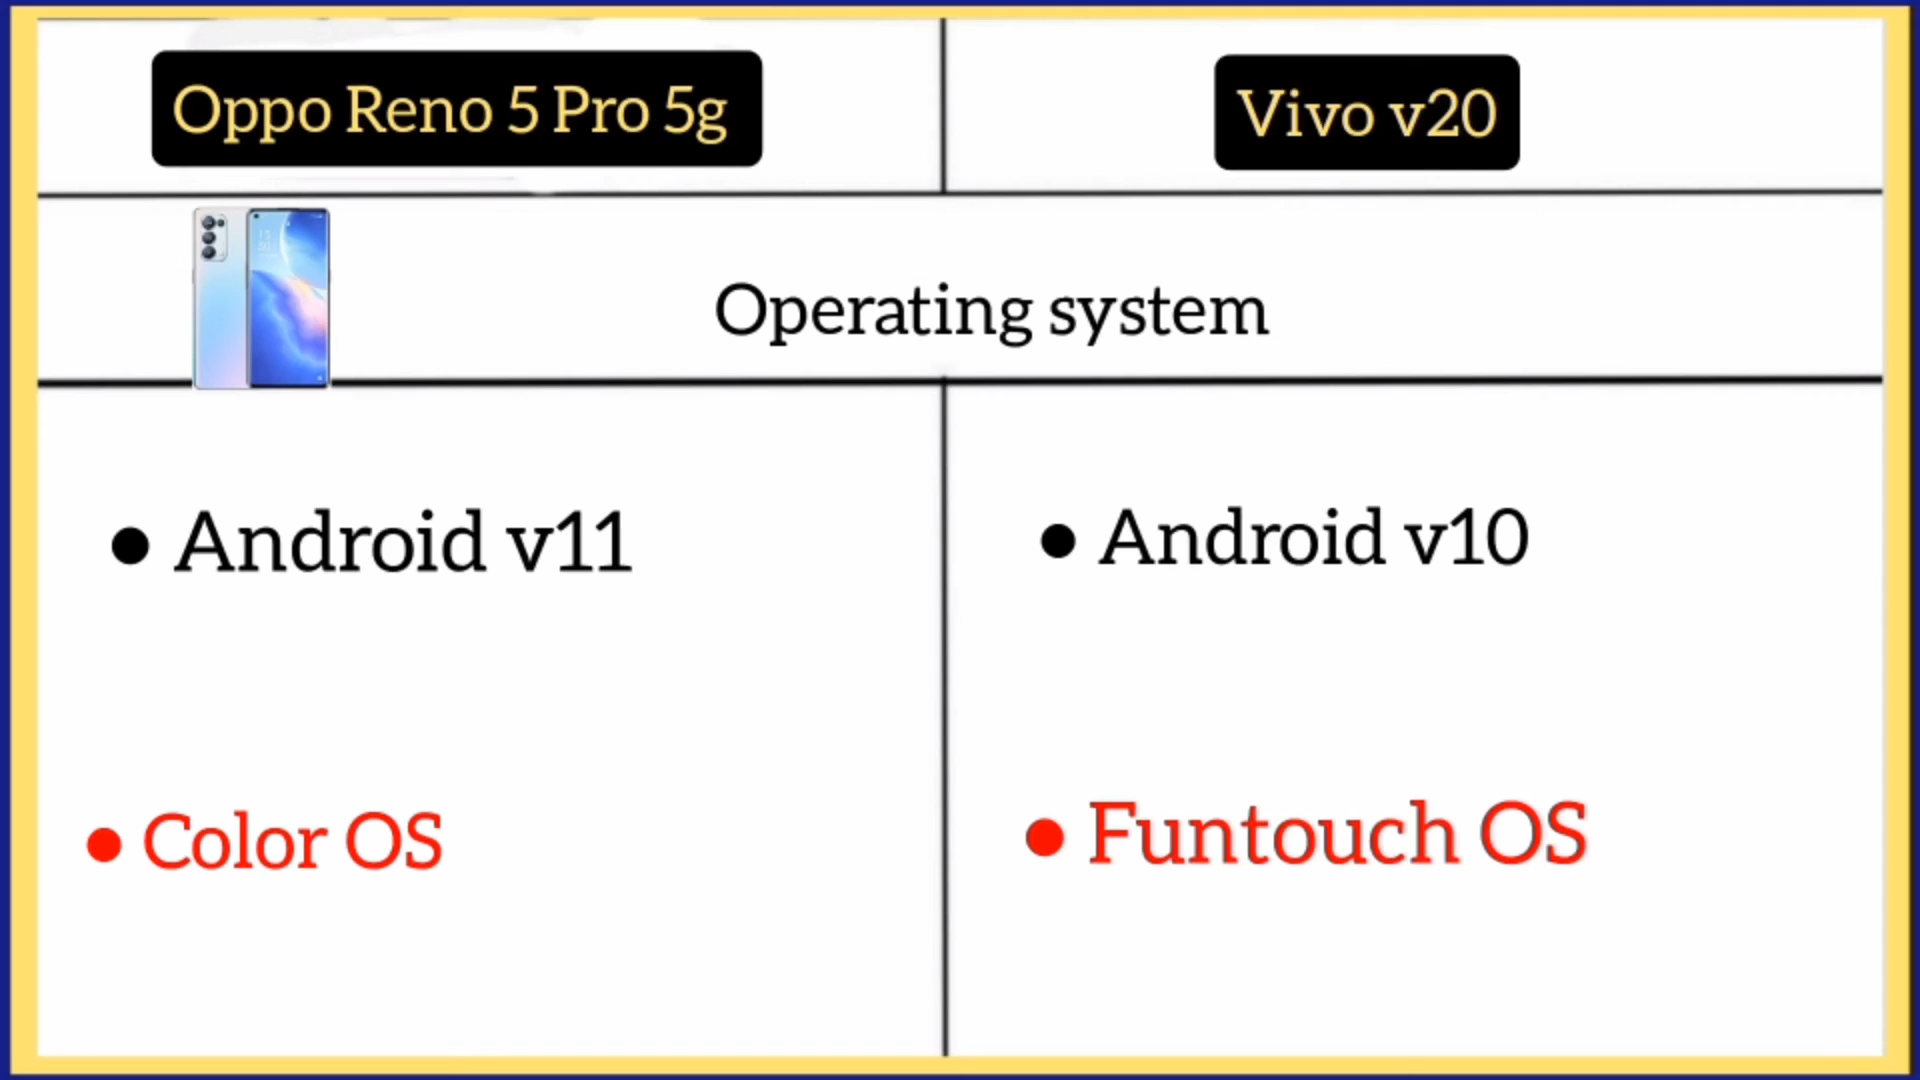 Oppo Reno 5 Pro 5g
Vivo v20
Operating system
• Android v11
• Android v10
• Color OS
• Funtouch OS